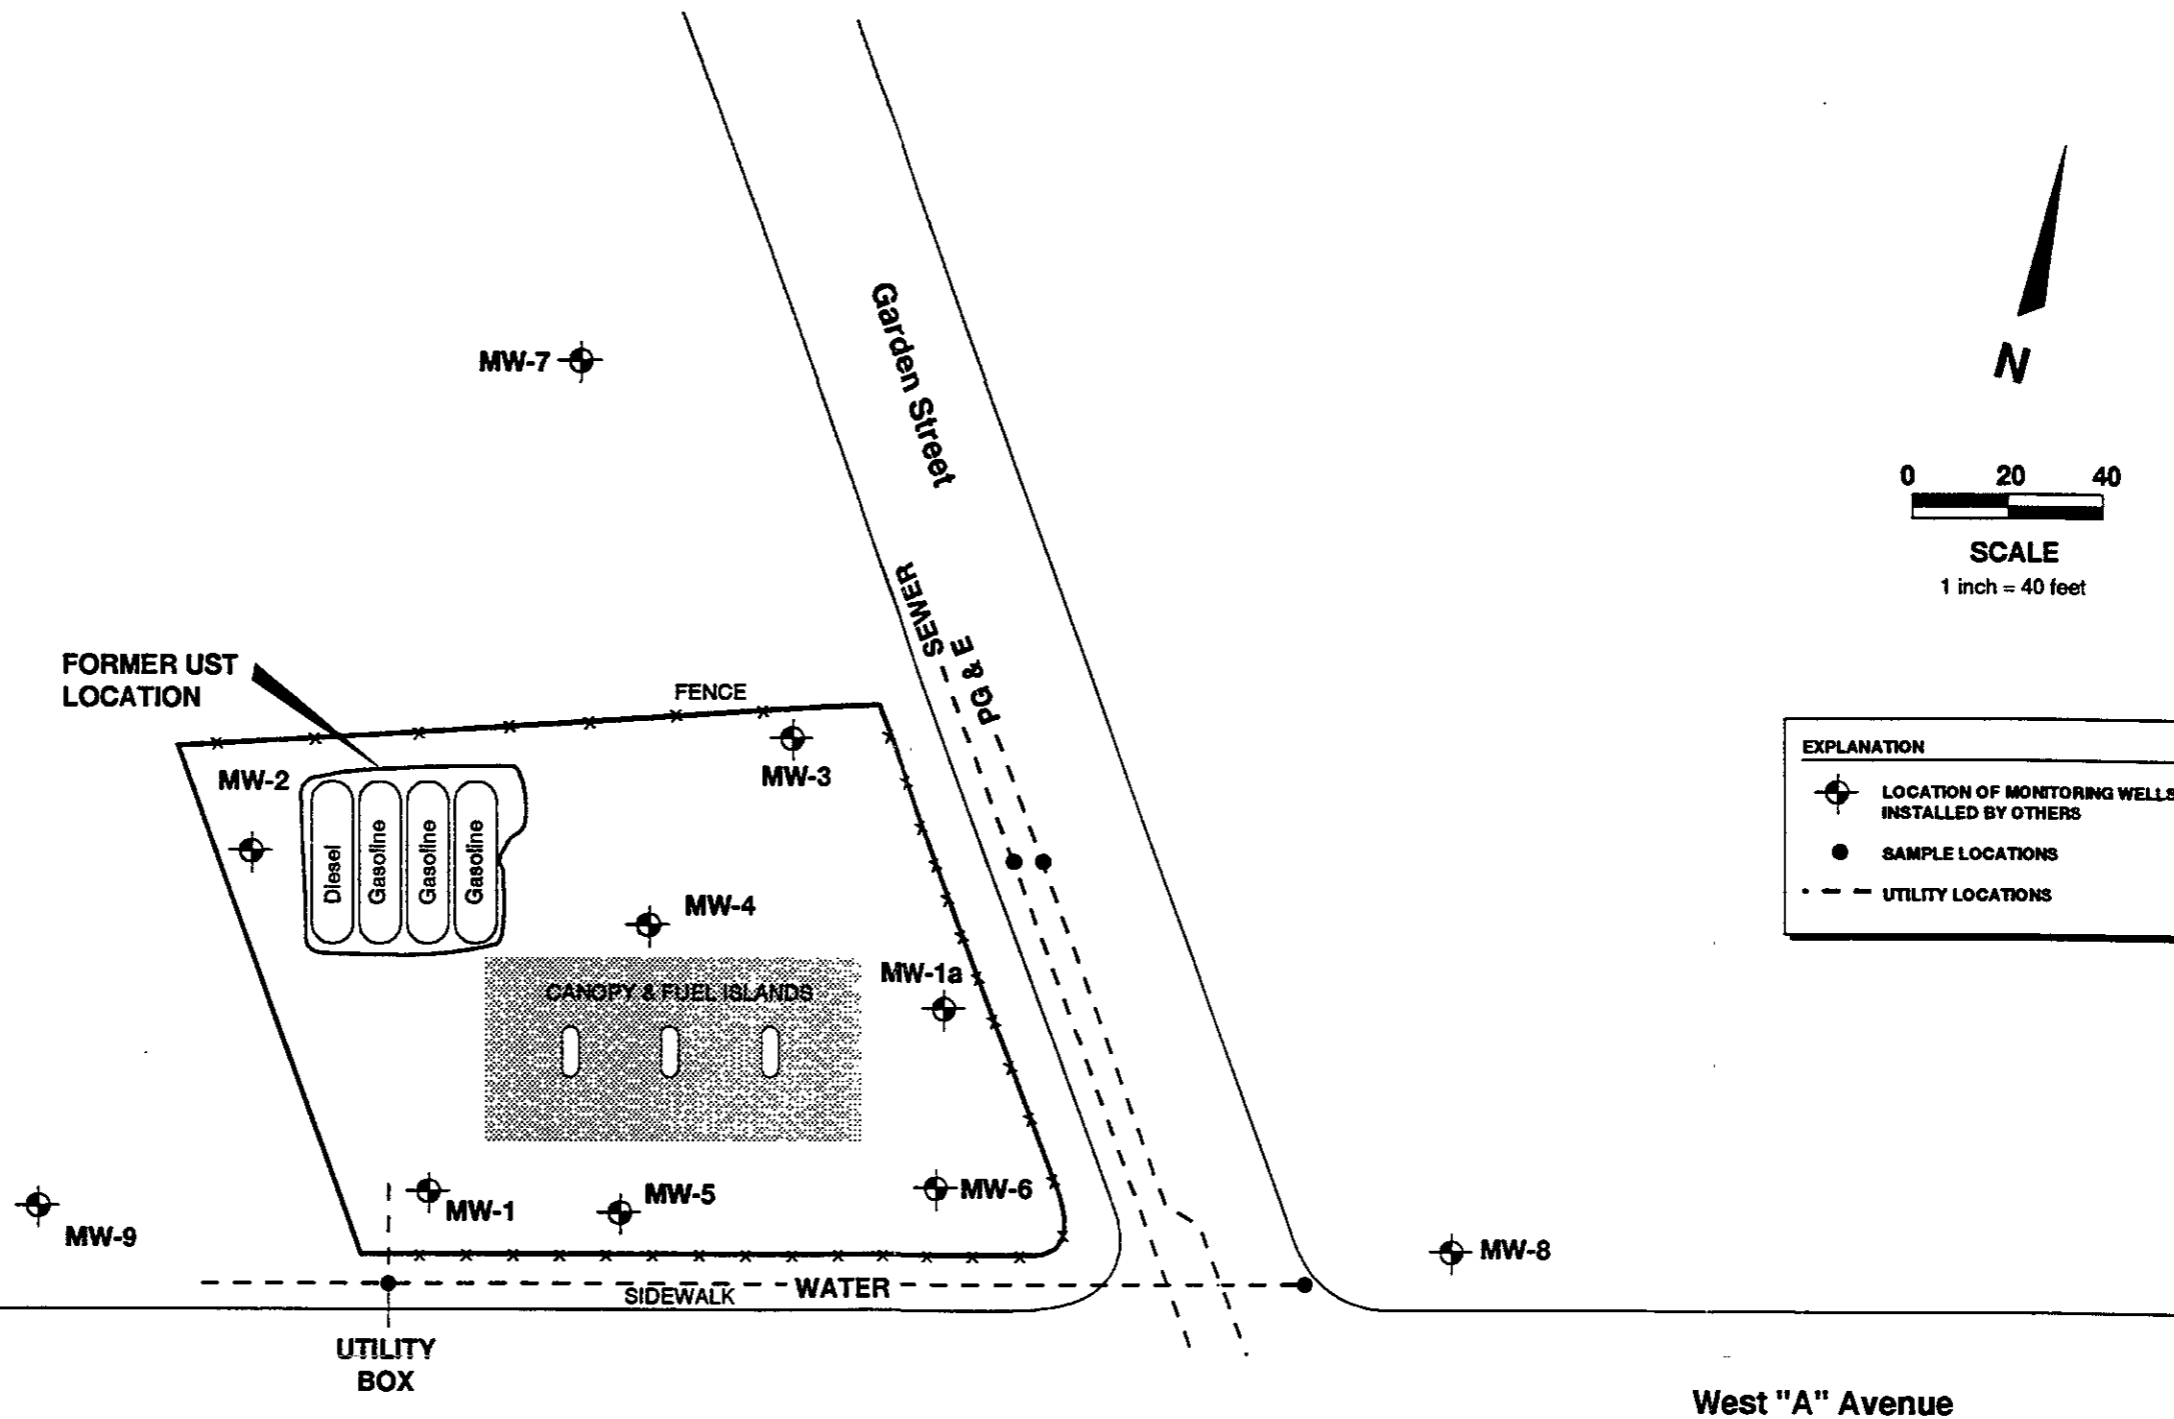 Garden Street
MW-7
N
0 20 40
SCALE
1 inch = 40 feet
SEWER
PG & E
FORMER UST
LOCATION
FENCE
MW-2
MW-3
Diesel
Gasoline
Gasoline
Gasoline
EXPLANATION
LOCATION OF MONITORING WELLS
INSTALLED BY OTHERS
SAMPLE LOCATIONS
UTILITY LOCATIONS
MW-4
MW-1a
CANOPY & FUEL ISLANDS
MW-1
MW-5
MW-6
MW-9
MW-8
WATER
SIDEWALK
UTILITY
BOX
West "A" Avenue